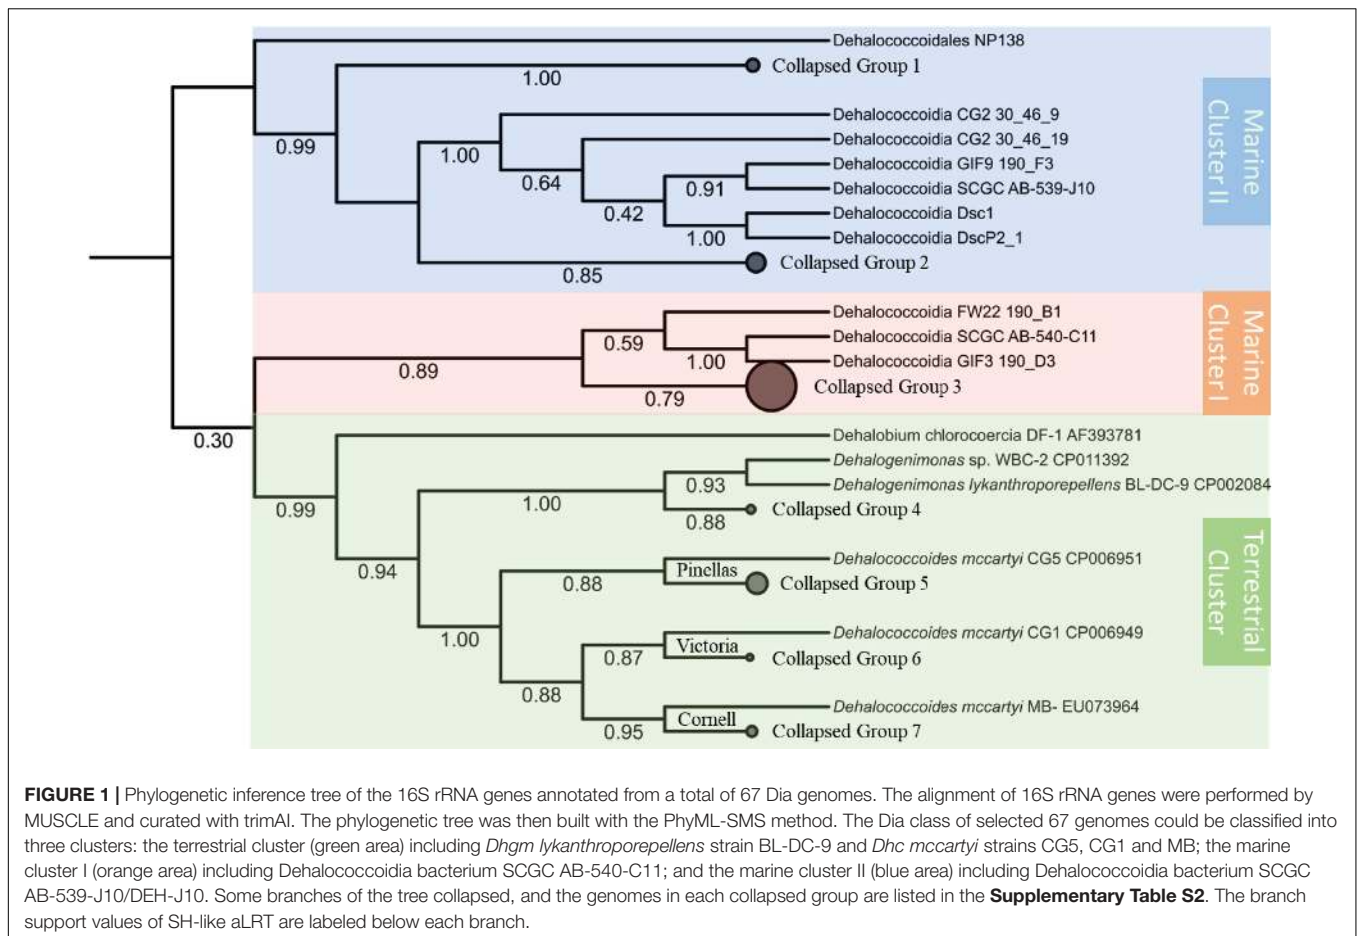 Dehalococcoidales NP138
Collapsed Group 1
1.00
Dehalococcoidia CG2 30_46_9
0.99
1.00
Dehalococcoidia CG2 30_46_19
Dehalococcoidia GIF9 190_F3
0.64
0.91
Dehalococcoidia SCGC AB-539-J10
0.42
Dehalococcoidia Dsc1
1.00
Dehalococcoidia DscP2_1
Collapsed Group 2
0.85
Marine
Cluster II
Dehalococcoidia FW22 190_B1
0.59
Dehalococcoidia SCGC AB-540-C11
1.00
Dehalococcoidia GIF3 190_D3
0.89
Collapsed Group 3
0.79
Marine
Cluster I
0.30
Dehalobium chlorocoercia DF-1 AF393781
Dehalogenimonas sp. WBC-2 CP011392
0.93
Dehalogenimonas lykanthroporepellens BL-DC-9 CP002084
0.99
1.00
Collapsed Group 4
0.88
0.94
Dehalococcoides mccartyi CG5 CP006951
Pinellas
0.88
Collapsed Group 5
1.00
Dehalococcoides mccartyi CG1 CP006949
Victoria
0.87
Collapsed Group 6
0.88
Dehalococcoides mccartyi MB- EU073964
Cornell
0.95
Collapsed Group 7
Terrestrial
Cluster
FIGURE 1 | Phylogenetic inference tree of the 16S rRNA genes annotated from a total of 67 Dia genomes. The alignment of 16S rRNA genes were performed by
MUSCLE and curated with trimAl. The phylogenetic tree was then built with the PhyML-SMS method. The Dia class of selected 67 genomes could be classified into
three clusters: the terrestrial cluster (green area) including Dhgm lykanthroporepellens strain BL-DC-9 and Dhc mccartyi strains CG5, CG1 and MB; the marine
cluster I (orange area) including Dehalococcoidia bacterium SCGC AB-540-C11; and the marine cluster II (blue area) including Dehalococcoidia bacterium SCGC
AB-539-J10/DEH-J10. Some branches of the tree collapsed, and the genomes in each collapsed group are listed in the Supplementary Table S2. The branch
support values of SH-like aLRT are labeled below each branch.